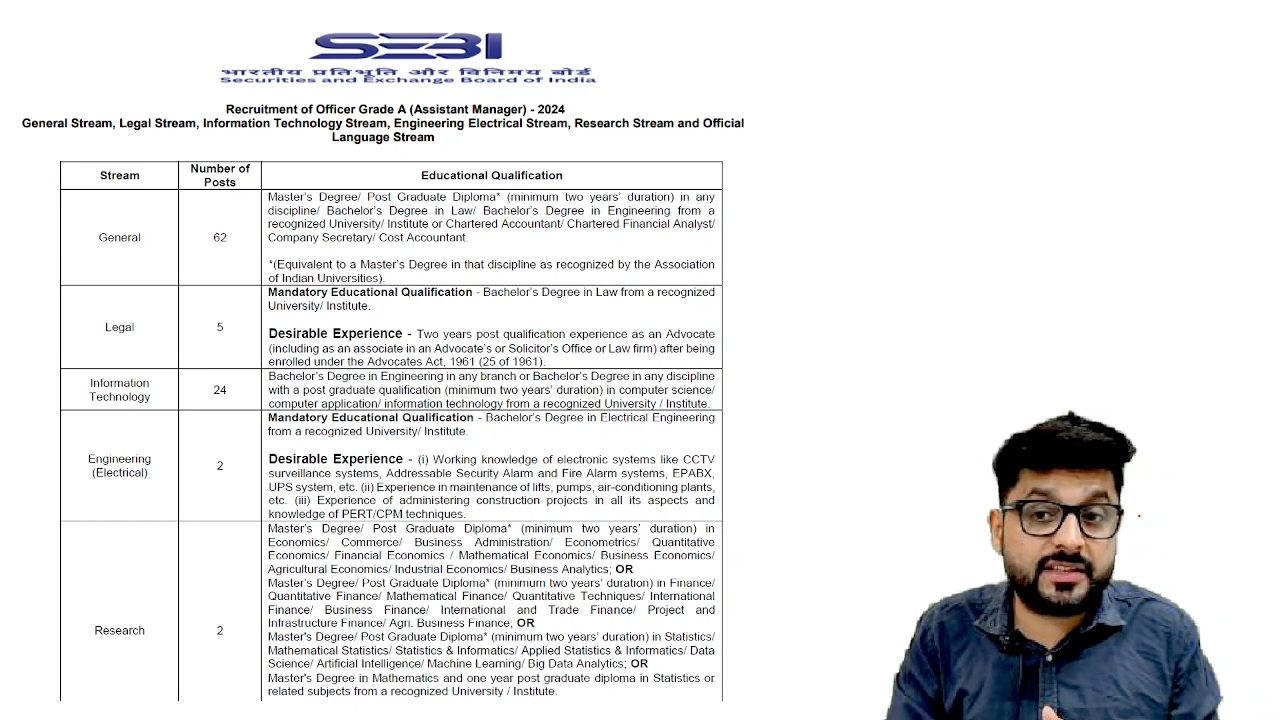 SEBI
भारतीय प्रतिभूति और विनिमय बोर्ड
Securities and Exchange Board of India
Recruitment of Officer Grade A (Assistant Manager) - 2024
General Stream, Legal Stream, Information Technology Stream, Engineering Electrical Stream, Research Stream and Official
Language Stream
Stream
Number of
Posts
Educational Qualification
General
62
Master's Degree/ Post Graduate Diploma* (minimum two years' duration) in any
discipline/ Bachelor's Degree in Law/ Bachelor's Degree in Engineering from a
recognized University/ Institute or Chartered Accountant/ Chartered Financial Analyst/
Company Secretary/ Cost Accountant.
*(Equivalent to a Master's Degree in that discipline as recognized by the Association
of Indian Universities).
Legal
5
Mandatory Educational Qualification - Bachelor's Degree in Law from a recognized
University/ Institute.
Desirable Experience - Two years post qualification experience as an Advocate
(including as an associate in an Advocate's or Solicitor's Office or Law firm) after being
enrolled under the Advocates Act, 1961 (25 of 1961).
Information
Technology
24
Bachelor's Degree in Engineering in any branch or Bachelor's Degree in any discipline
with a post graduate qualification (minimum two years' duration) in computer science/
computer application/ information technology from a recognized University / Institute.
Engineering
(Electrical)
2
Mandatory Educational Qualification - Bachelor's Degree in Electrical Engineering
from a recognized University/ Institute.
Desirable Experience - (i) Working knowledge of electronic systems like CCTV
surveillance systems, Addressable Security Alarm and Fire Alarm systems, EPABX,
UPS system, etc. (ii) Experience in maintenance of lifts, pumps, air-conditioning plants,
etc. (iii) Experience of administering construction projects in all its aspects and
knowledge of PERT/CPM techniques.
Research
2
Master's Degree/ Post Graduate Diploma* (minimum two years' duration) in
Economics/ Commerce/ Business Administration/ Econometrics/ Quantitative
Economics/ Financial Economics / Mathematical Economics/ Business Economics/
Agricultural Economics/ Industrial Economics/ Business Analytics; OR
Master's Degree/ Post Graduate Diploma* (minimum two years' duration) in Finance/
Quantitative Finance/ Mathematical Finance/ Quantitative Techniques/ International
Finance/ Business Finance/ International and Trade Finance/ Project and
Infrastructure Finance/ Agri. Business Finance; OR
Master's Degree/ Post Graduate Diploma* (minimum two years' duration) in Statistics/
Mathematical Statistics/ Statistics & Informatics/ Applied Statistics & Informatics/ Data
Science/ Artificial Intelligence/ Machine Learning/ Big Data Analytics; OR
Master's Degree in Mathematics and one year post graduate diploma in Statistics or
related subjects from a recognized University / Institute.